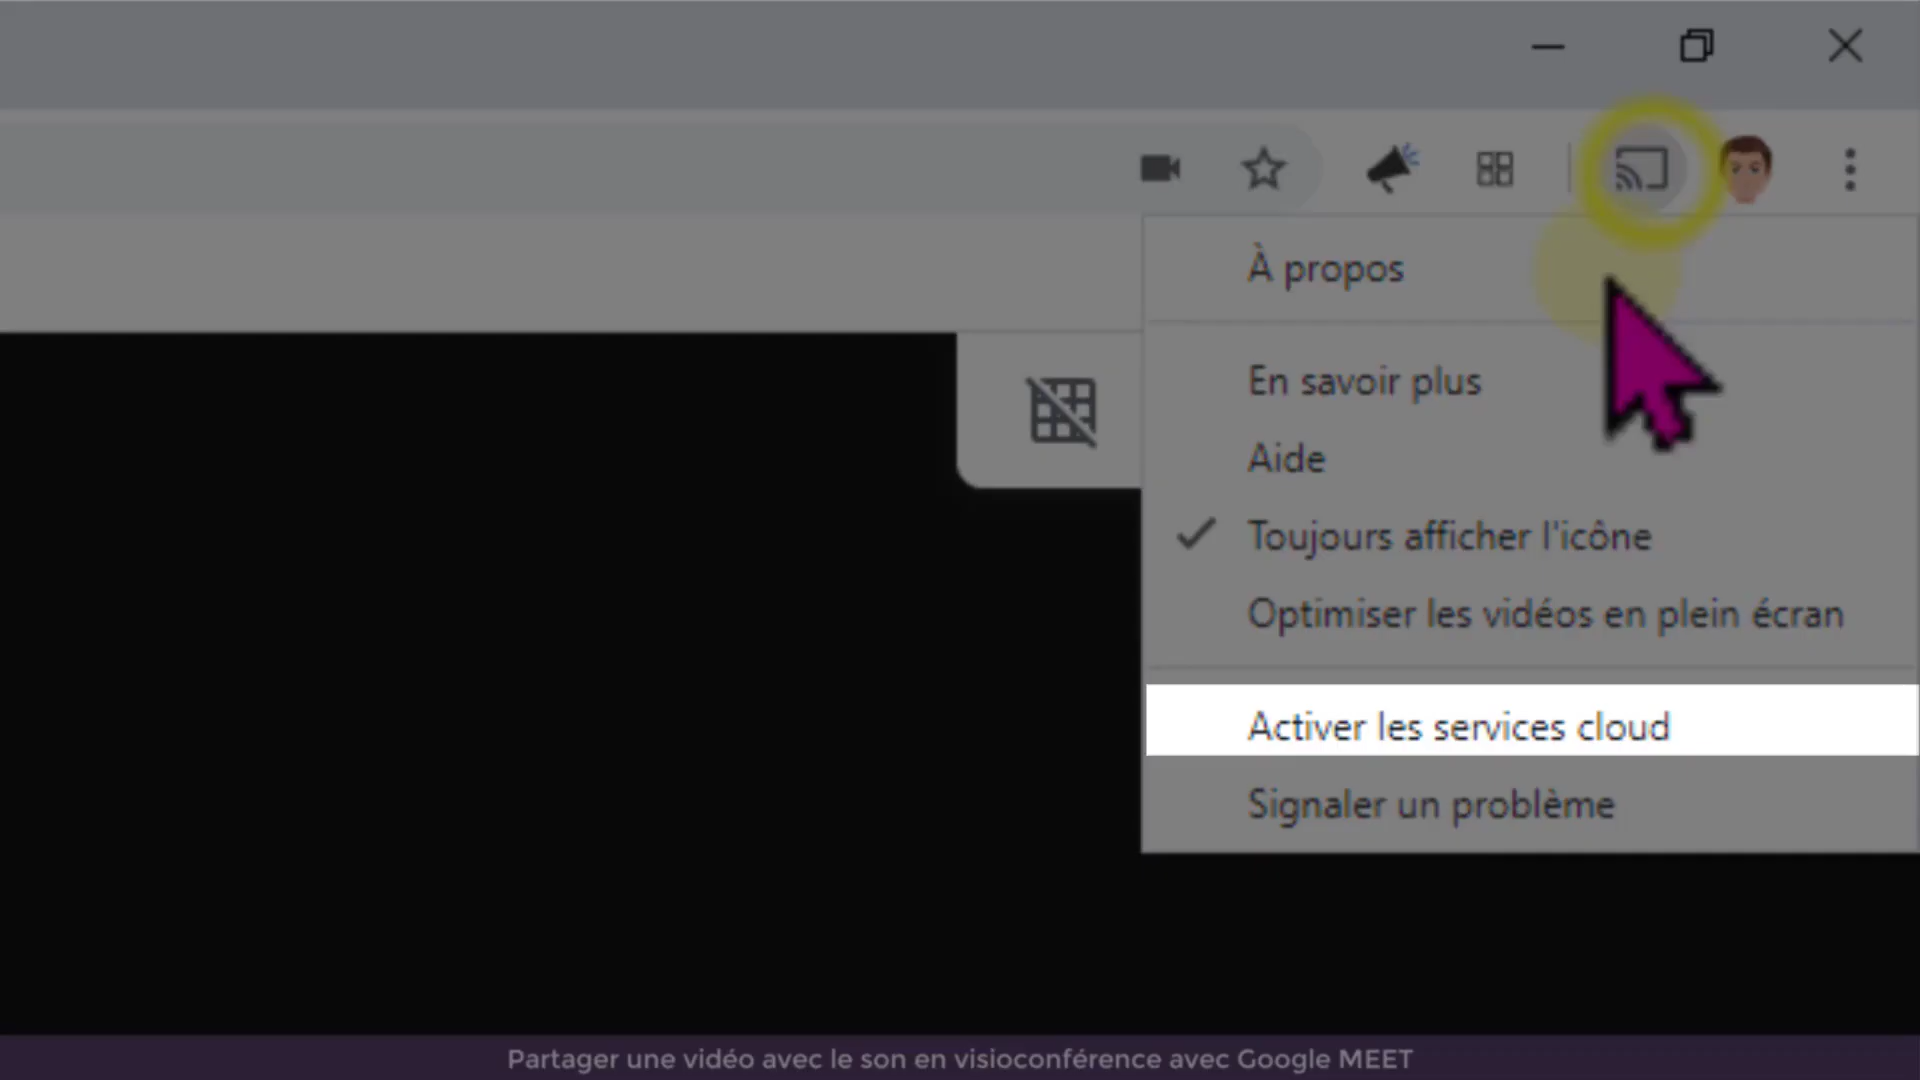 À propos
En savoir plus
Aide
Toujours afficher l'icône
Optimiser les vidéos en plein écran
Activer les services cloud
Signaler un problème
Partager une vidéo avec le son en visioconférence avec Google MEET